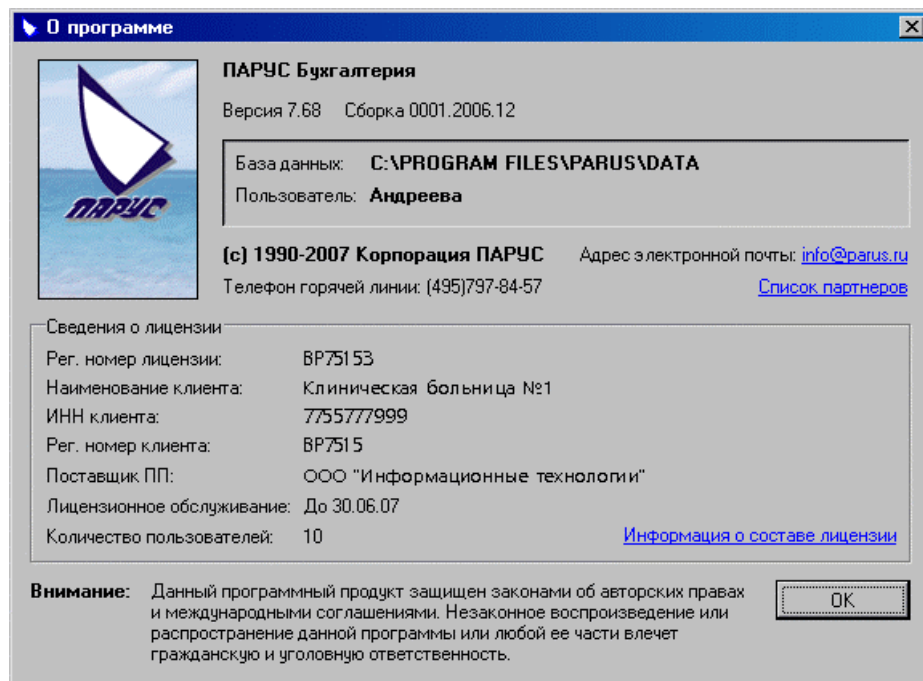 О программе
ПАРУС
ПАРУС Бухгалтерия
Версия 7.68 Сборка 0001.2006.12
База данных: C:\PROGRAM FILES\PARUS\DATA
Пользователь: Андреева
(c) 1990-2007 Корпорация ПАРУС Адрес электронной почты: info@parus.ru
Телефон горячей линии: (495)797-84-57 Список партнеров
Сведения о лицензии
Рег. номер лицензии: BP75153
Наименование клиента: Клиническая больница №1
ИНН клиента: 7755777999
Рег. номер клиента: BP7515
Поставщик ПП: ООО "Информационные технологии"
Лицензионное обслуживание: До 30.06.07
Количество пользователей: 10 Информация о составе лицензии
Внимание: Данный программный продукт защищен законами об авторских правах
и международными соглашениями. Незаконное воспроизведение или
распространение данной программы или любой ее части влечет
гражданскую и уголовную ответственность.
OK